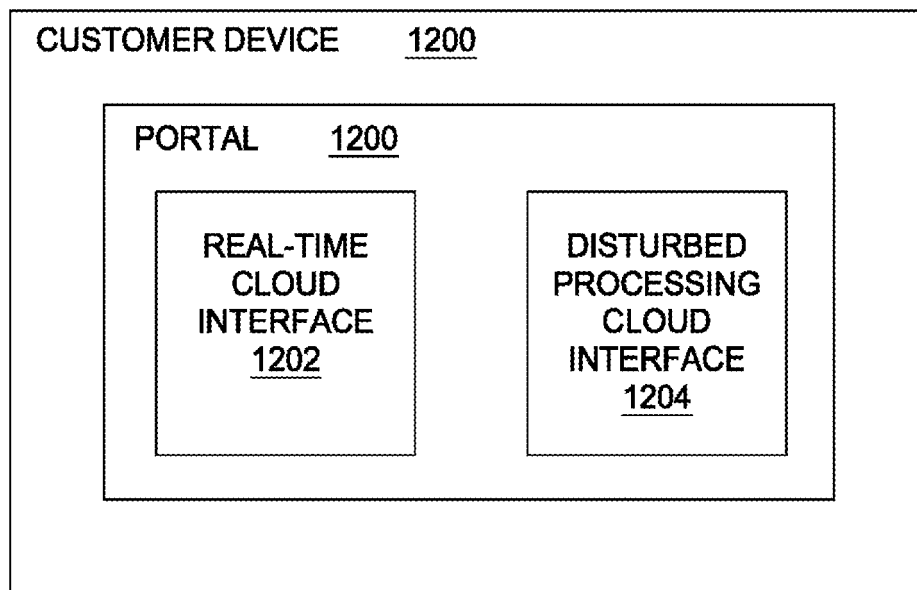 CUSTOMER DEVICE 1200
PORTAL 1200
REAL-TIME
CLOUD
INTERFACE
1202
DISTURBED
PROCESSING
CLOUD
INTERFACE
1204